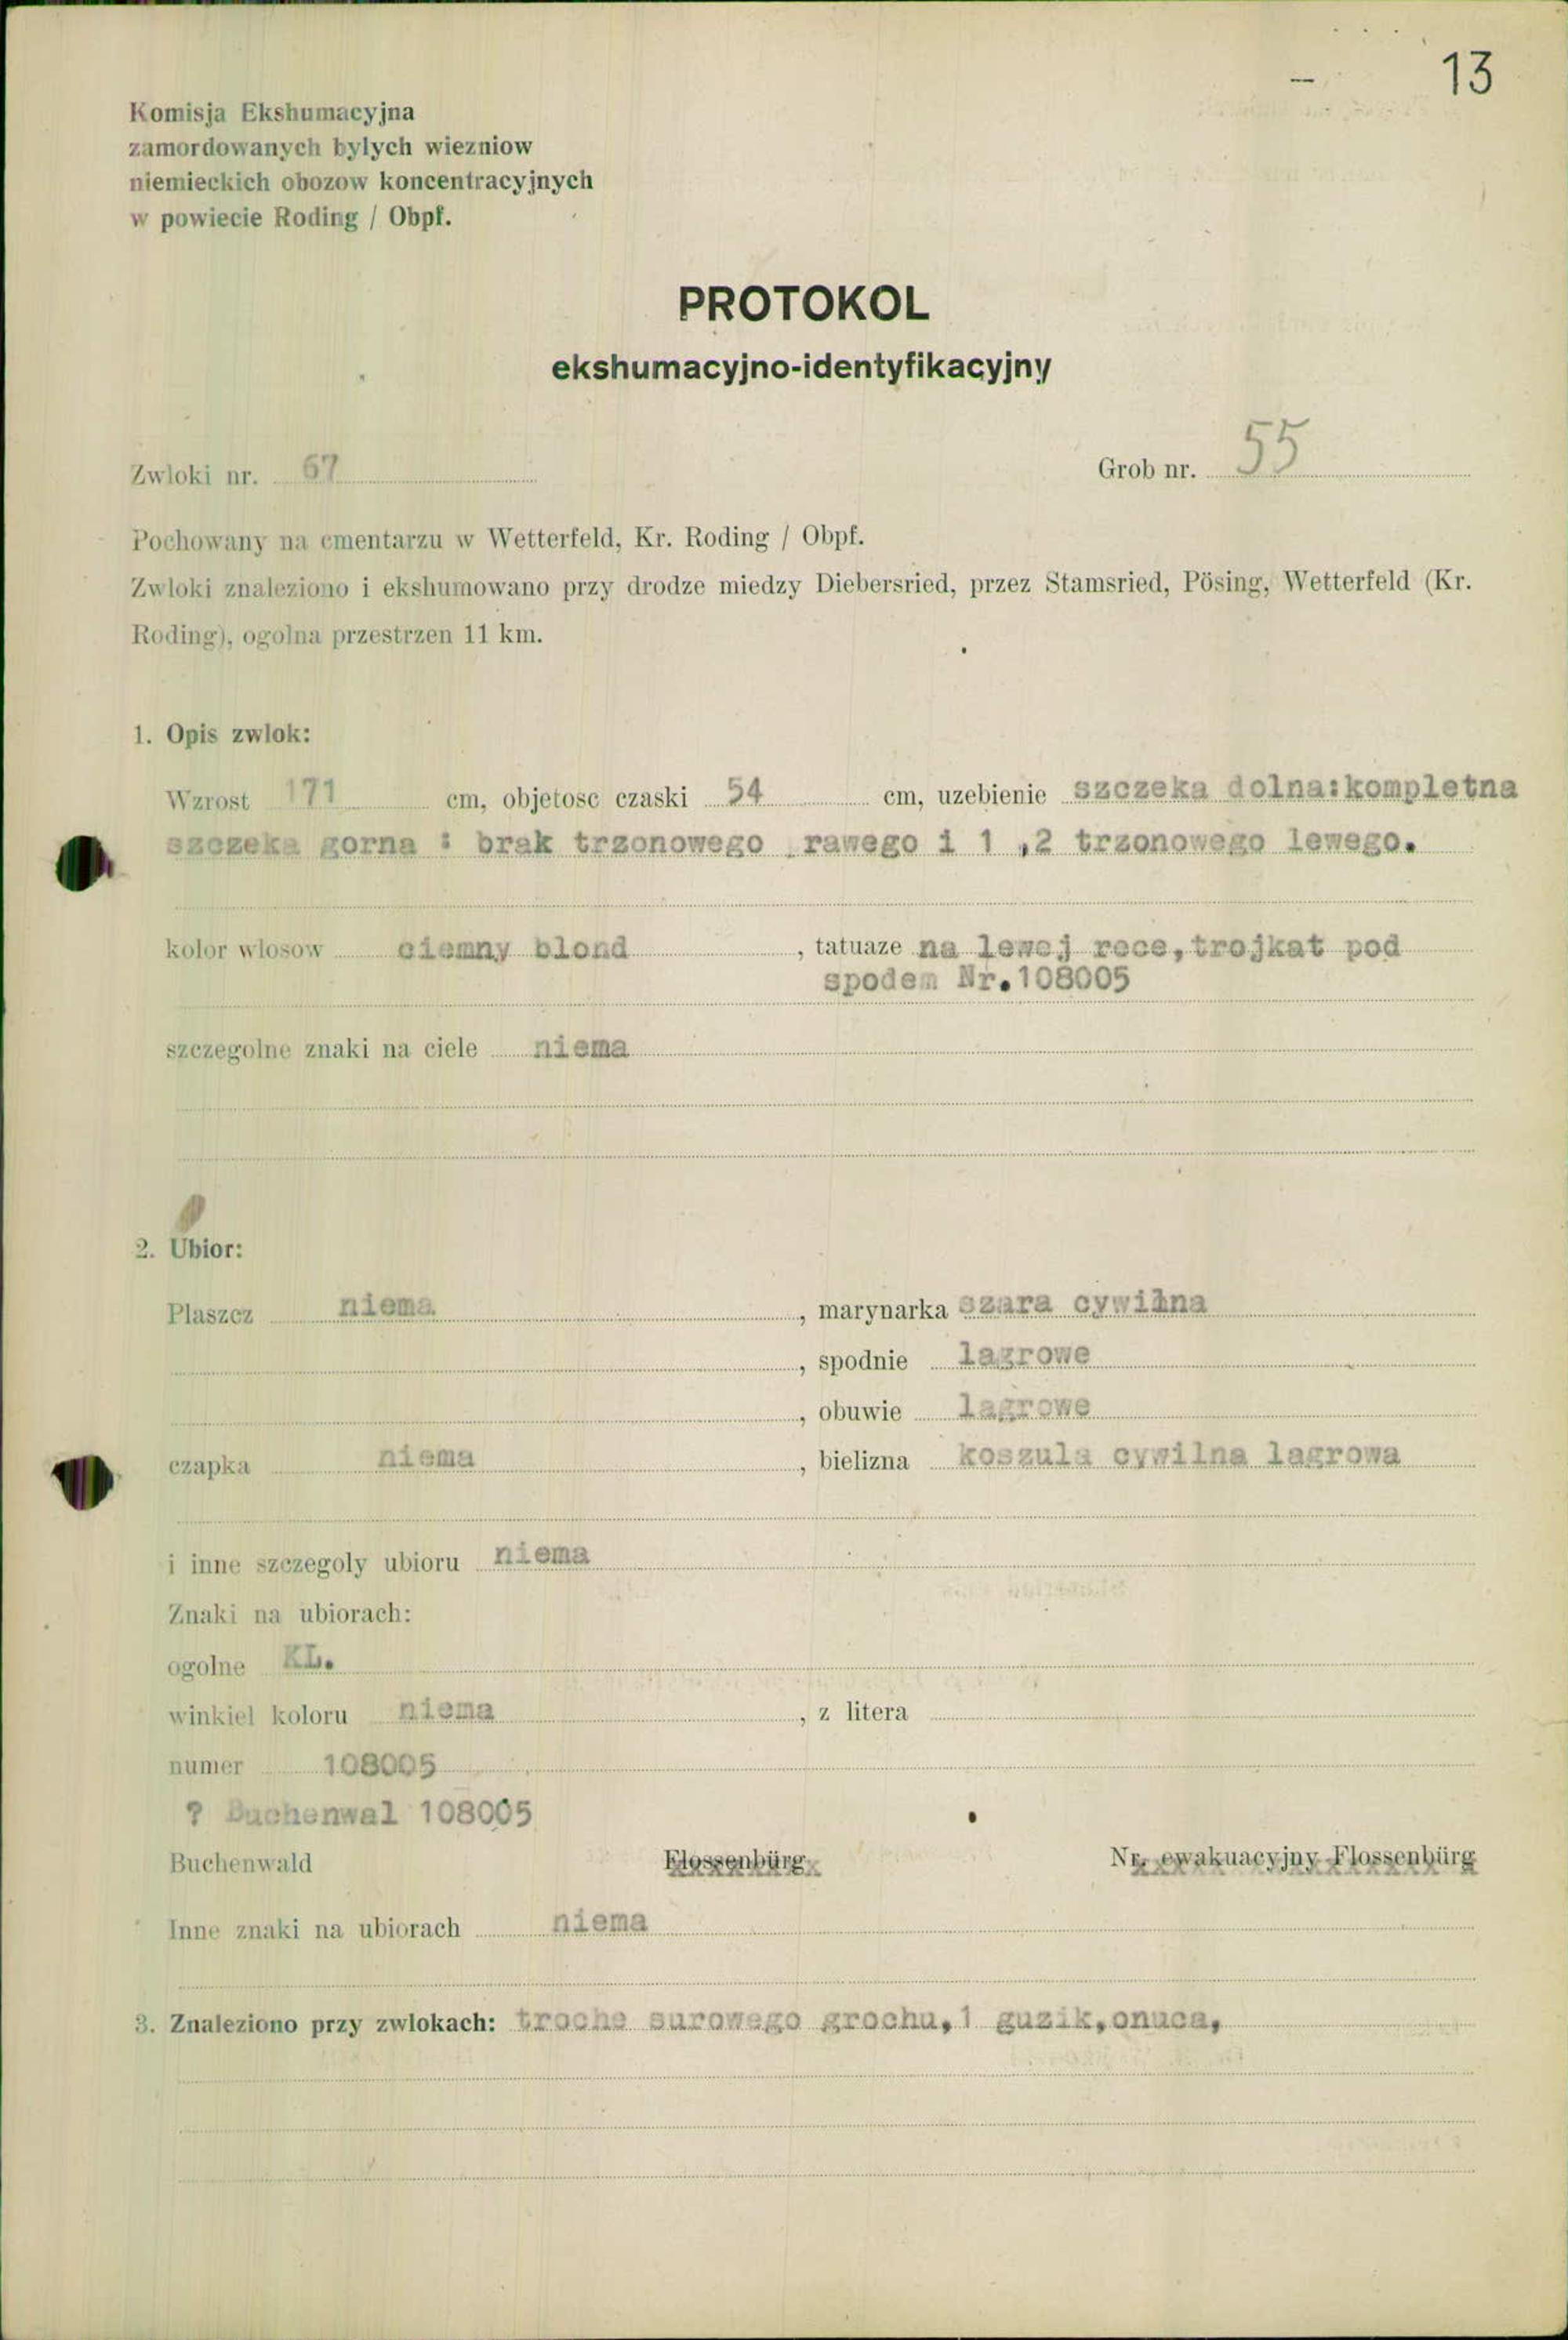 13
Komisja Ekshumacyjna
zamordowanych bylych wiezniow
niemieckich obozow koncentracyjnych
w powiecie Roding / Obpf.
PROTOKOL
ekshumacyjno-identyfikacyjny
Zwloki nr. 67 Grob nr. 55
Pochowany na cmentarzu w Wetterfeld, Kr. Roding / Obpf.
Zwloki znaleziono i ekshumowano przy drodze miedzy Diebersried, przez Stamsried, Pösing, Wetterfeld (Kr.
Roding), ogolna przestrzen 11 km.
1. Opis zwlok:
Wzrost 171 cm, objetosc czaski 54 cm, uzebienie szczeka dolna:kompletna
szczeka gorna : brak trzonowego rawego i 1 ,2 trzonowego lewego.
kolor wlosow ciemny blond , tatuaze na lewej rece, trojkat pod
spodem Nr.108005
szczegolne znaki na ciele niema
2. Ubior:
Plaszcz niema , marynarka szara cywilna
, spodnie lagrowe
, obuwie lagrowe
czapka niema , bielizna koszula cywilna lagrowa
i inne szczegoly ubioru niema
Znaki na ubiorach:
ogolne KL.
winkiel koloru niema , z litera
numer 108005
? Buchenwal 108005
Buchenwald Flossenbürg Nr. ewakuacyjny Flossenbürg
Inne znaki na ubiorach niema
3. Znaleziono przy zwlokach: troche surowego grochu, 1 guzik, onuca,